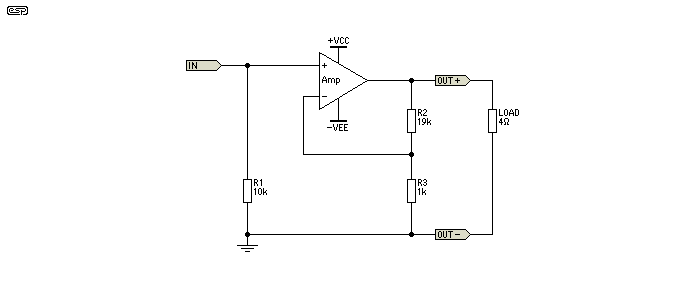 esp
+VCC
IN
+
Amp
OUT+
-
-VEE
R2
19k
LOAD
4Ω
R1
10k
R3
1k
OUT-